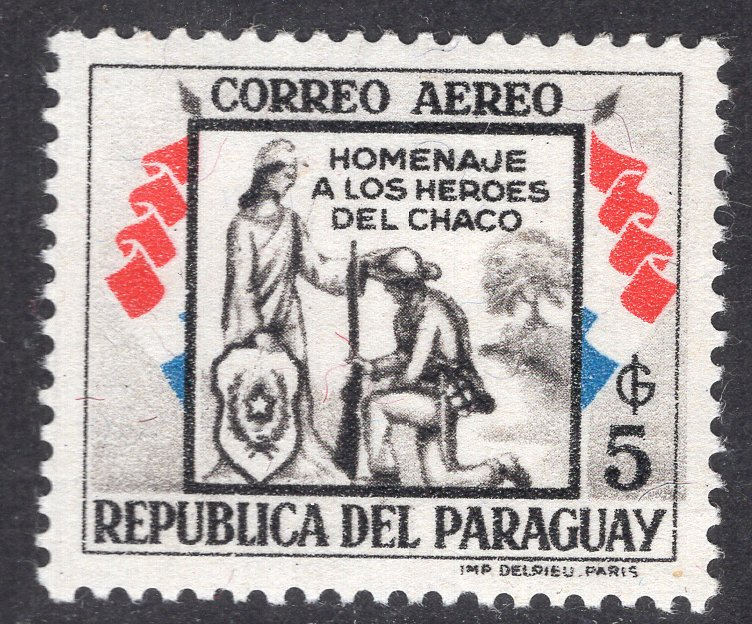 CORREO AEREO
HOMENAJE
A LOS HEROES
DEL CHACO
₲
5
REPUBLICA DEL PARAGUAY
IMP. DELRIEU. PARIS